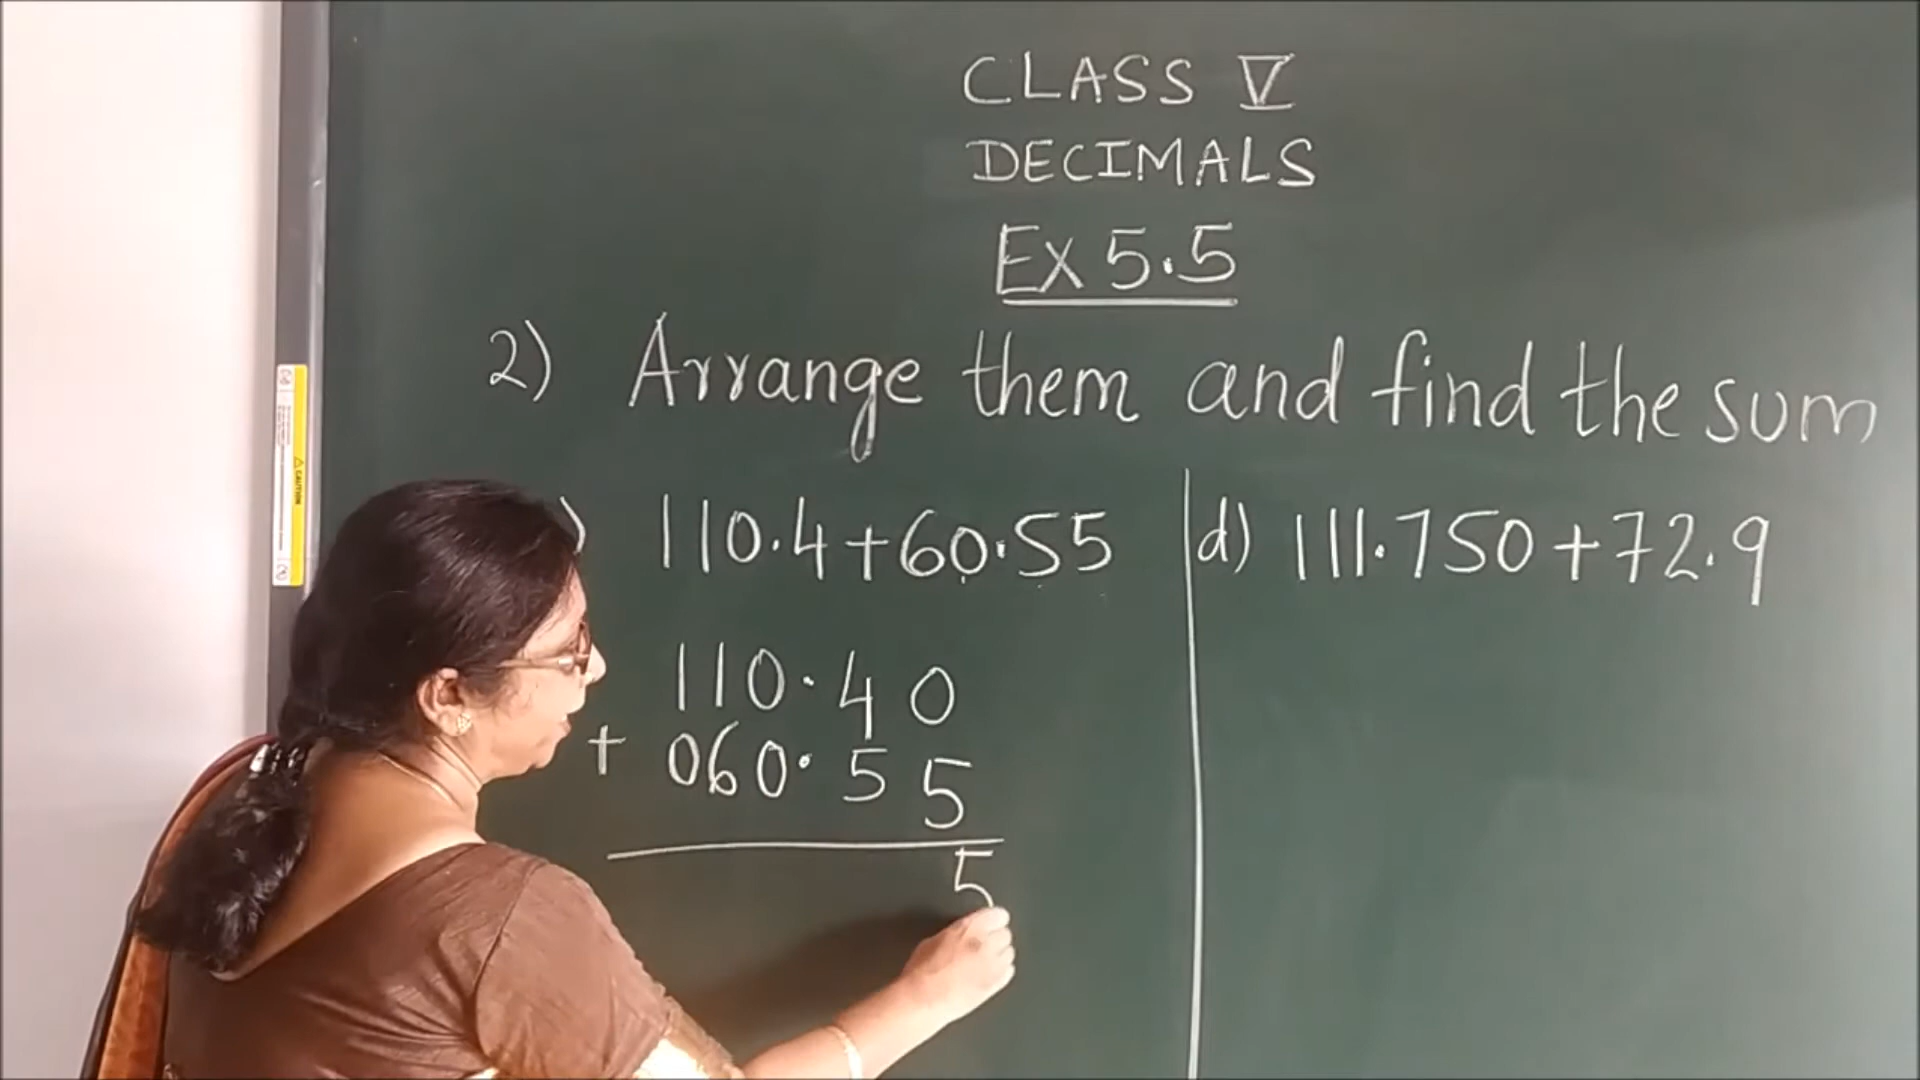 CLASS V
DECIMALS
EX 5.5
2) Arrange them and find the sum
) 110.4+60.55
110.40
+ 060.55
5
d) 111.750+72.9
CAUTION